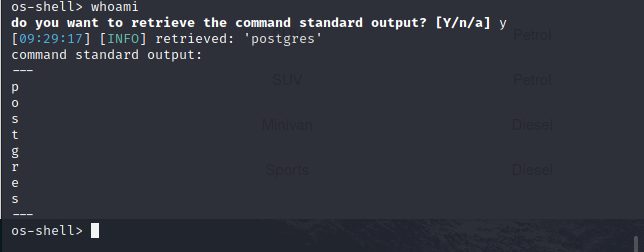 os-shell> whoami
do you want to retrieve the command standard output? [Y/n/a] y
[09:29:17] [INFO] retrieved: 'postgres'
Petrol
command standard output:
---
SUV Petrol
p
o
s
Minivan Diesel
t
g
r
Sports Diesel
e
s
---
os-shell>